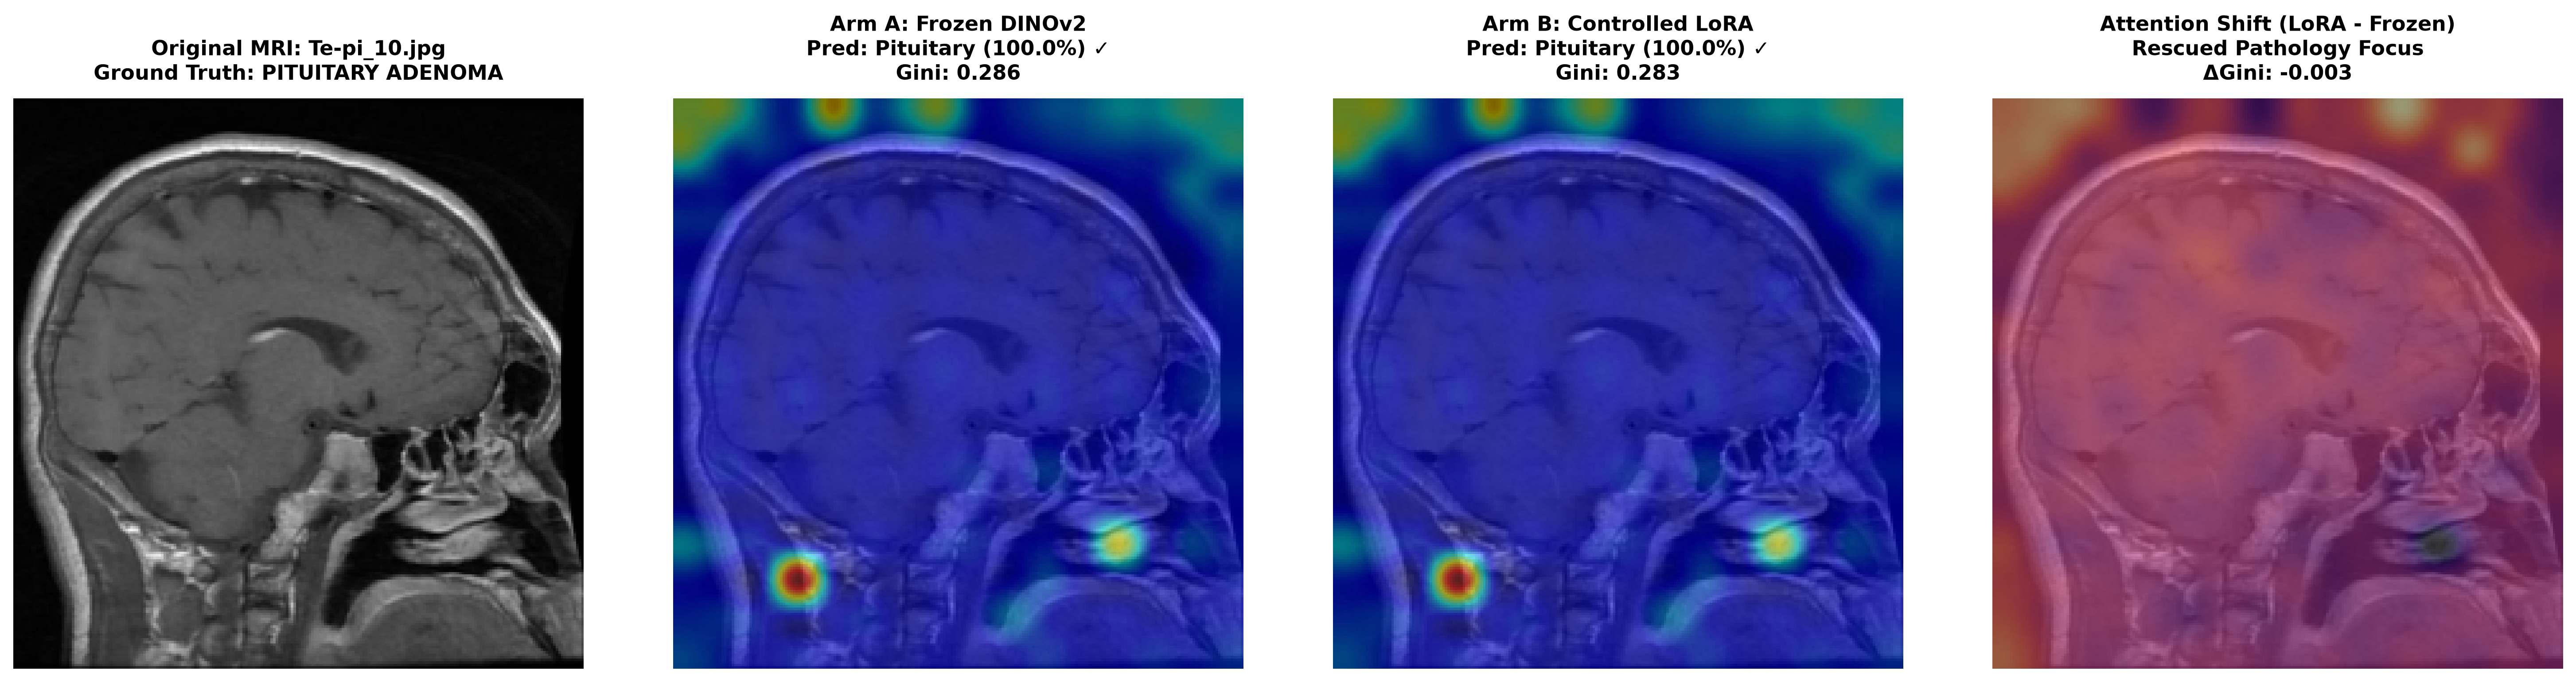 Original MRI: Te-pi_10.jpg
Ground Truth: PITUITARY ADENOMA
Arm A: Frozen DINOv2
Pred: Pituitary (100.0%) ✓
Gini: 0.286
Arm B: Controlled LoRA
Pred: Pituitary (100.0%) ✓
Gini: 0.283
Attention Shift (LoRA - Frozen)
Rescued Pathology Focus
ΔGini: -0.003